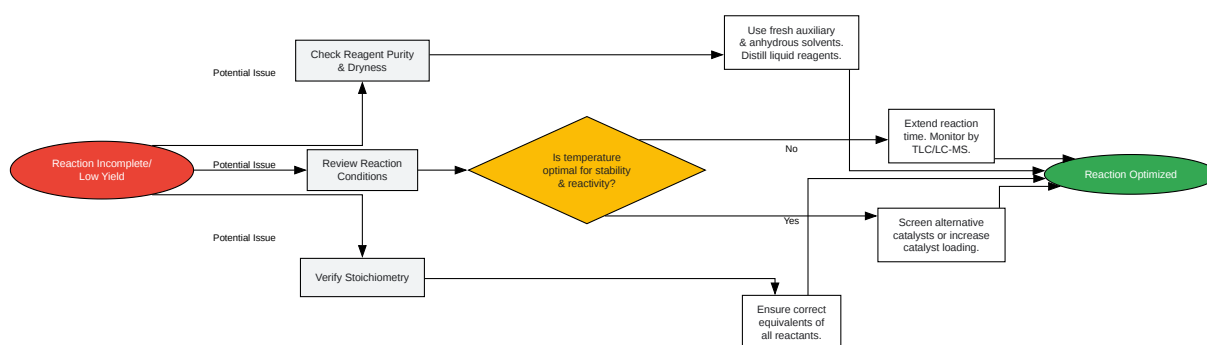 Use fresh auxiliary
& anhydrous solvents.
Distill liquid reagents.
Check Reagent Purity
& Dryness
Potential Issue
Extend reaction
time. Monitor by
TLC/LC-MS.
No
Is temperature
optimal for stability
& reactivity?
Reaction Incomplete/
Low Yield
Potential Issue
Review Reaction
Conditions
Reaction Optimized
Yes
Screen alternative
catalysts or increase
catalyst loading.
Potential Issue
Verify Stoichiometry
Ensure correct
equivalents of
all reactants.